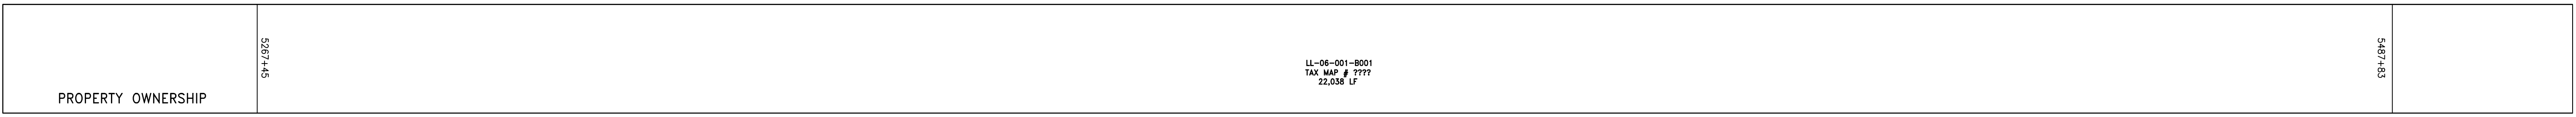 PROPERTY OWNERSHIP
5267+45
LL-06-001-B001
TAX MAP # ????
22,038 LF
5487+83